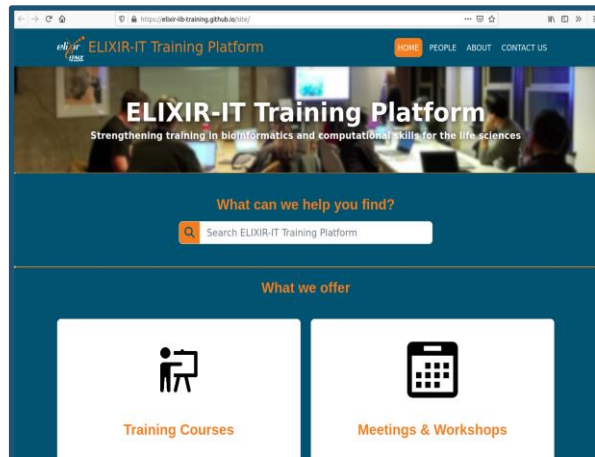 https://elixir-iib-training.github.io/site/
elixir
ITALY
ELIXIR-IT Training Platform
HOME PEOPLE ABOUT CONTACT US
ELIXIR-IT Training Platform
Strengthening training in bioinformatics and computational skills for the life sciences
What can we help you find?
Search ELIXIR-IT Training Platform
What we offer
Training Courses
Meetings & Workshops